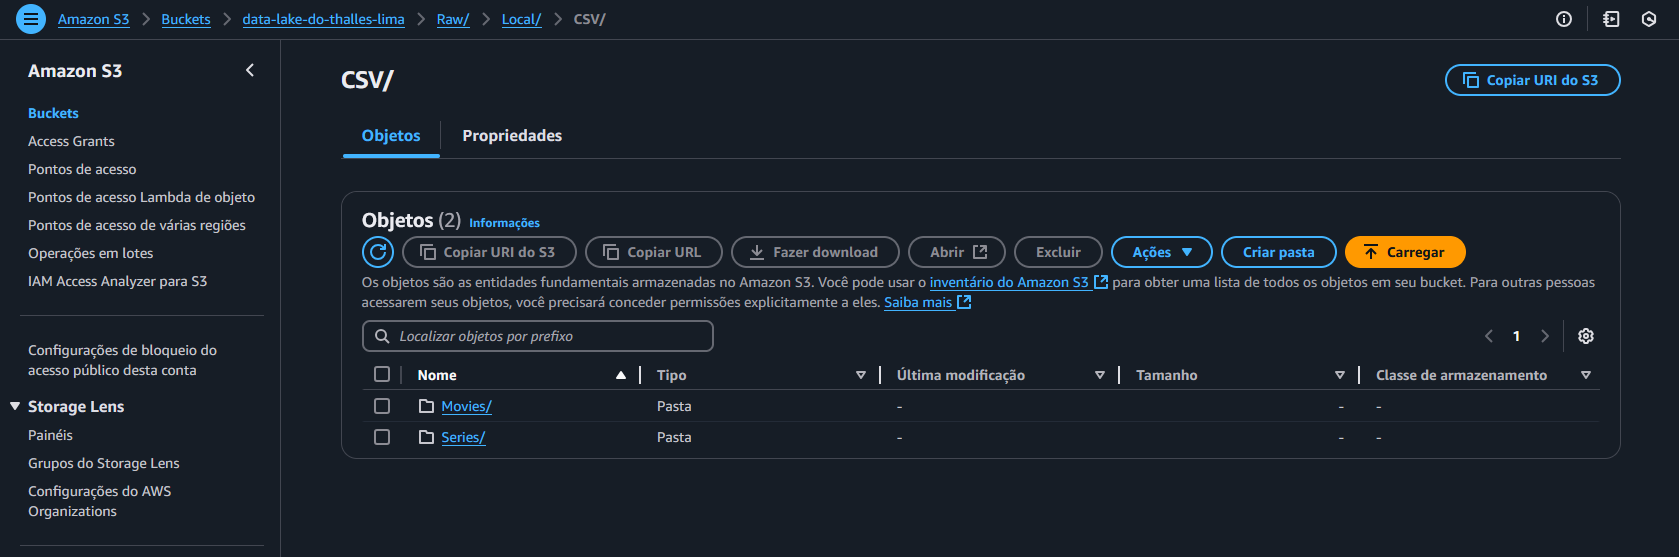 Amazon S3 > Buckets > data-lake-do-thalles-lima > Raw/ > Local/ > CSV/
Amazon S3
Buckets
Access Grants
Pontos de acesso
Pontos de acesso Lambda de objeto
Pontos de acesso de várias regiões
Operações em lotes
IAM Access Analyzer para S3
Configurações de bloqueio do
acesso público desta conta
Storage Lens
Painéis
Grupos do Storage Lens
Configurações do AWS
Organizations
CSV/
Copiar URI do S3
Objetos Propriedades
Objetos (2) Informações
Copiar URI do S3 Copiar URL Fazer download Abrir Excluir Ações Criar pasta Carregar
Os objetos são as entidades fundamentais armazenadas no Amazon S3. Você pode usar o inventário do Amazon S3 para obter uma lista de todos os objetos em seu bucket. Para outras pessoas
acessarem seus objetos, você precisará conceder permissões explicitamente a eles. Saiba mais
Localizar objetos por prefixo
1
Nome Tipo Última modificação Tamanho Classe de armazenamento
Movies/ Pasta - - -
Series/ Pasta - - -